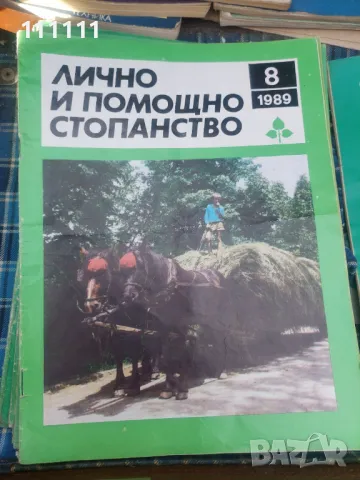 111111
ЛИЧНО
И ПОМОЩНО
СТОПАНСТВО
8
1989
BAZAR